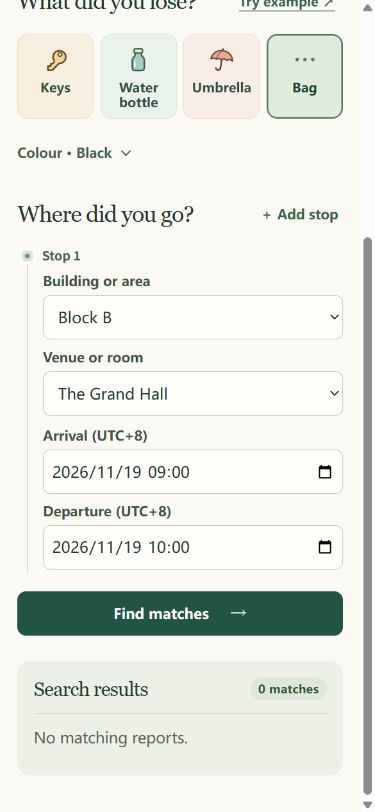 What did you lose?
Try example ↗
Keys
Water
bottle
Umbrella
Bag
Colour • Black
Where did you go?
+ Add stop
Stop 1
Building or area
Block B
Venue or room
The Grand Hall
Arrival (UTC+8)
2026/11/19 09:00
Departure (UTC+8)
2026/11/19 10:00
Find matches →
Search results
0 matches
No matching reports.